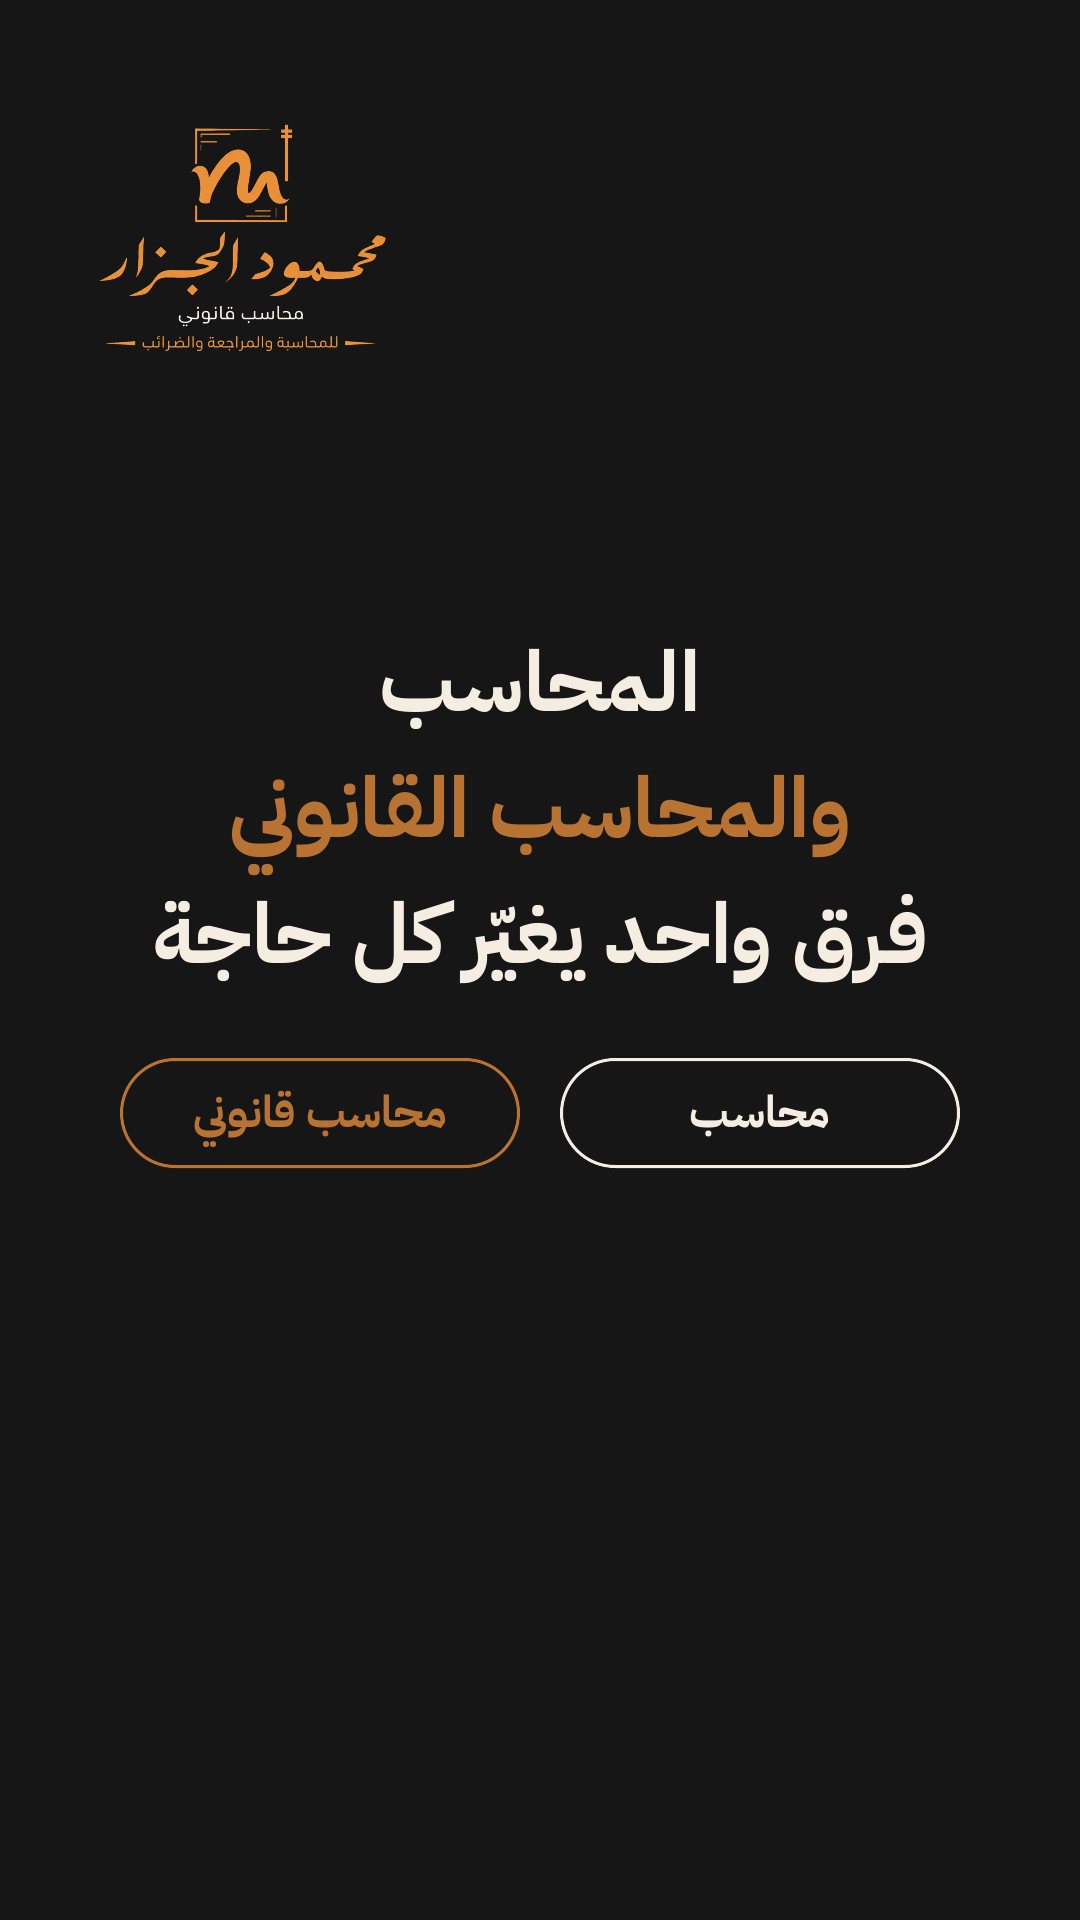 محمود الجزار
محاسب قانوني
للمحاسبة والمراجعة والضرائب
المحاسب
والمحاسب القانوني
فرق واحد يغيّر كل حاجة
محاسب
محاسب قانوني